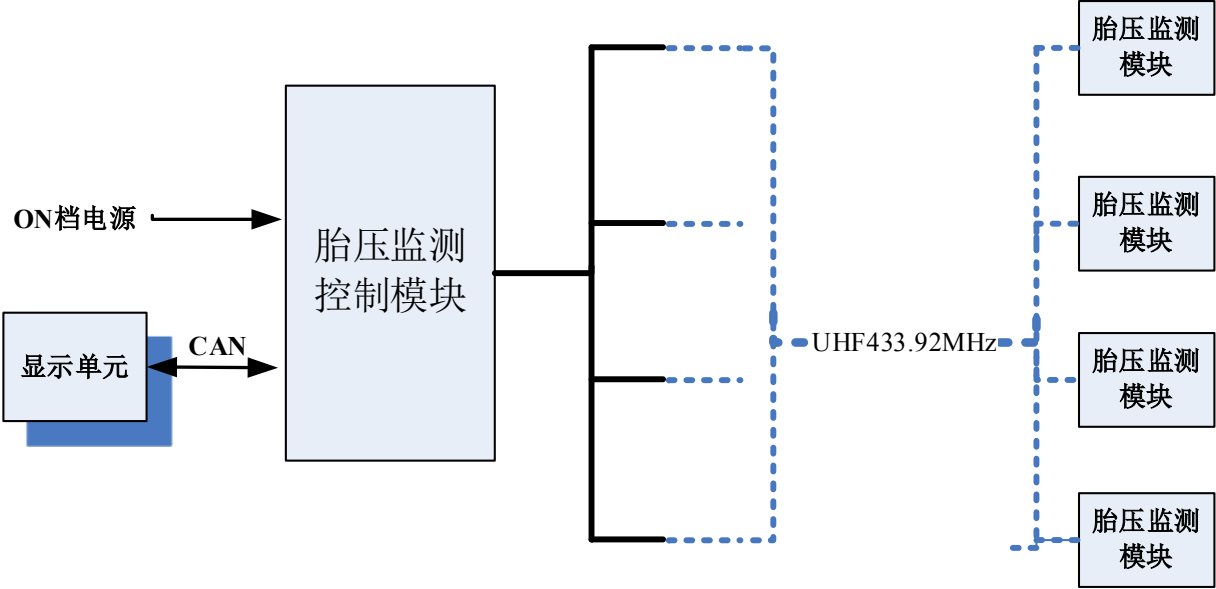 ON档电源
显示单元
CAN
胎压监测
控制模块
UHF433.92MHz
胎压监测
模块
胎压监测
模块
胎压监测
模块
胎压监测
模块